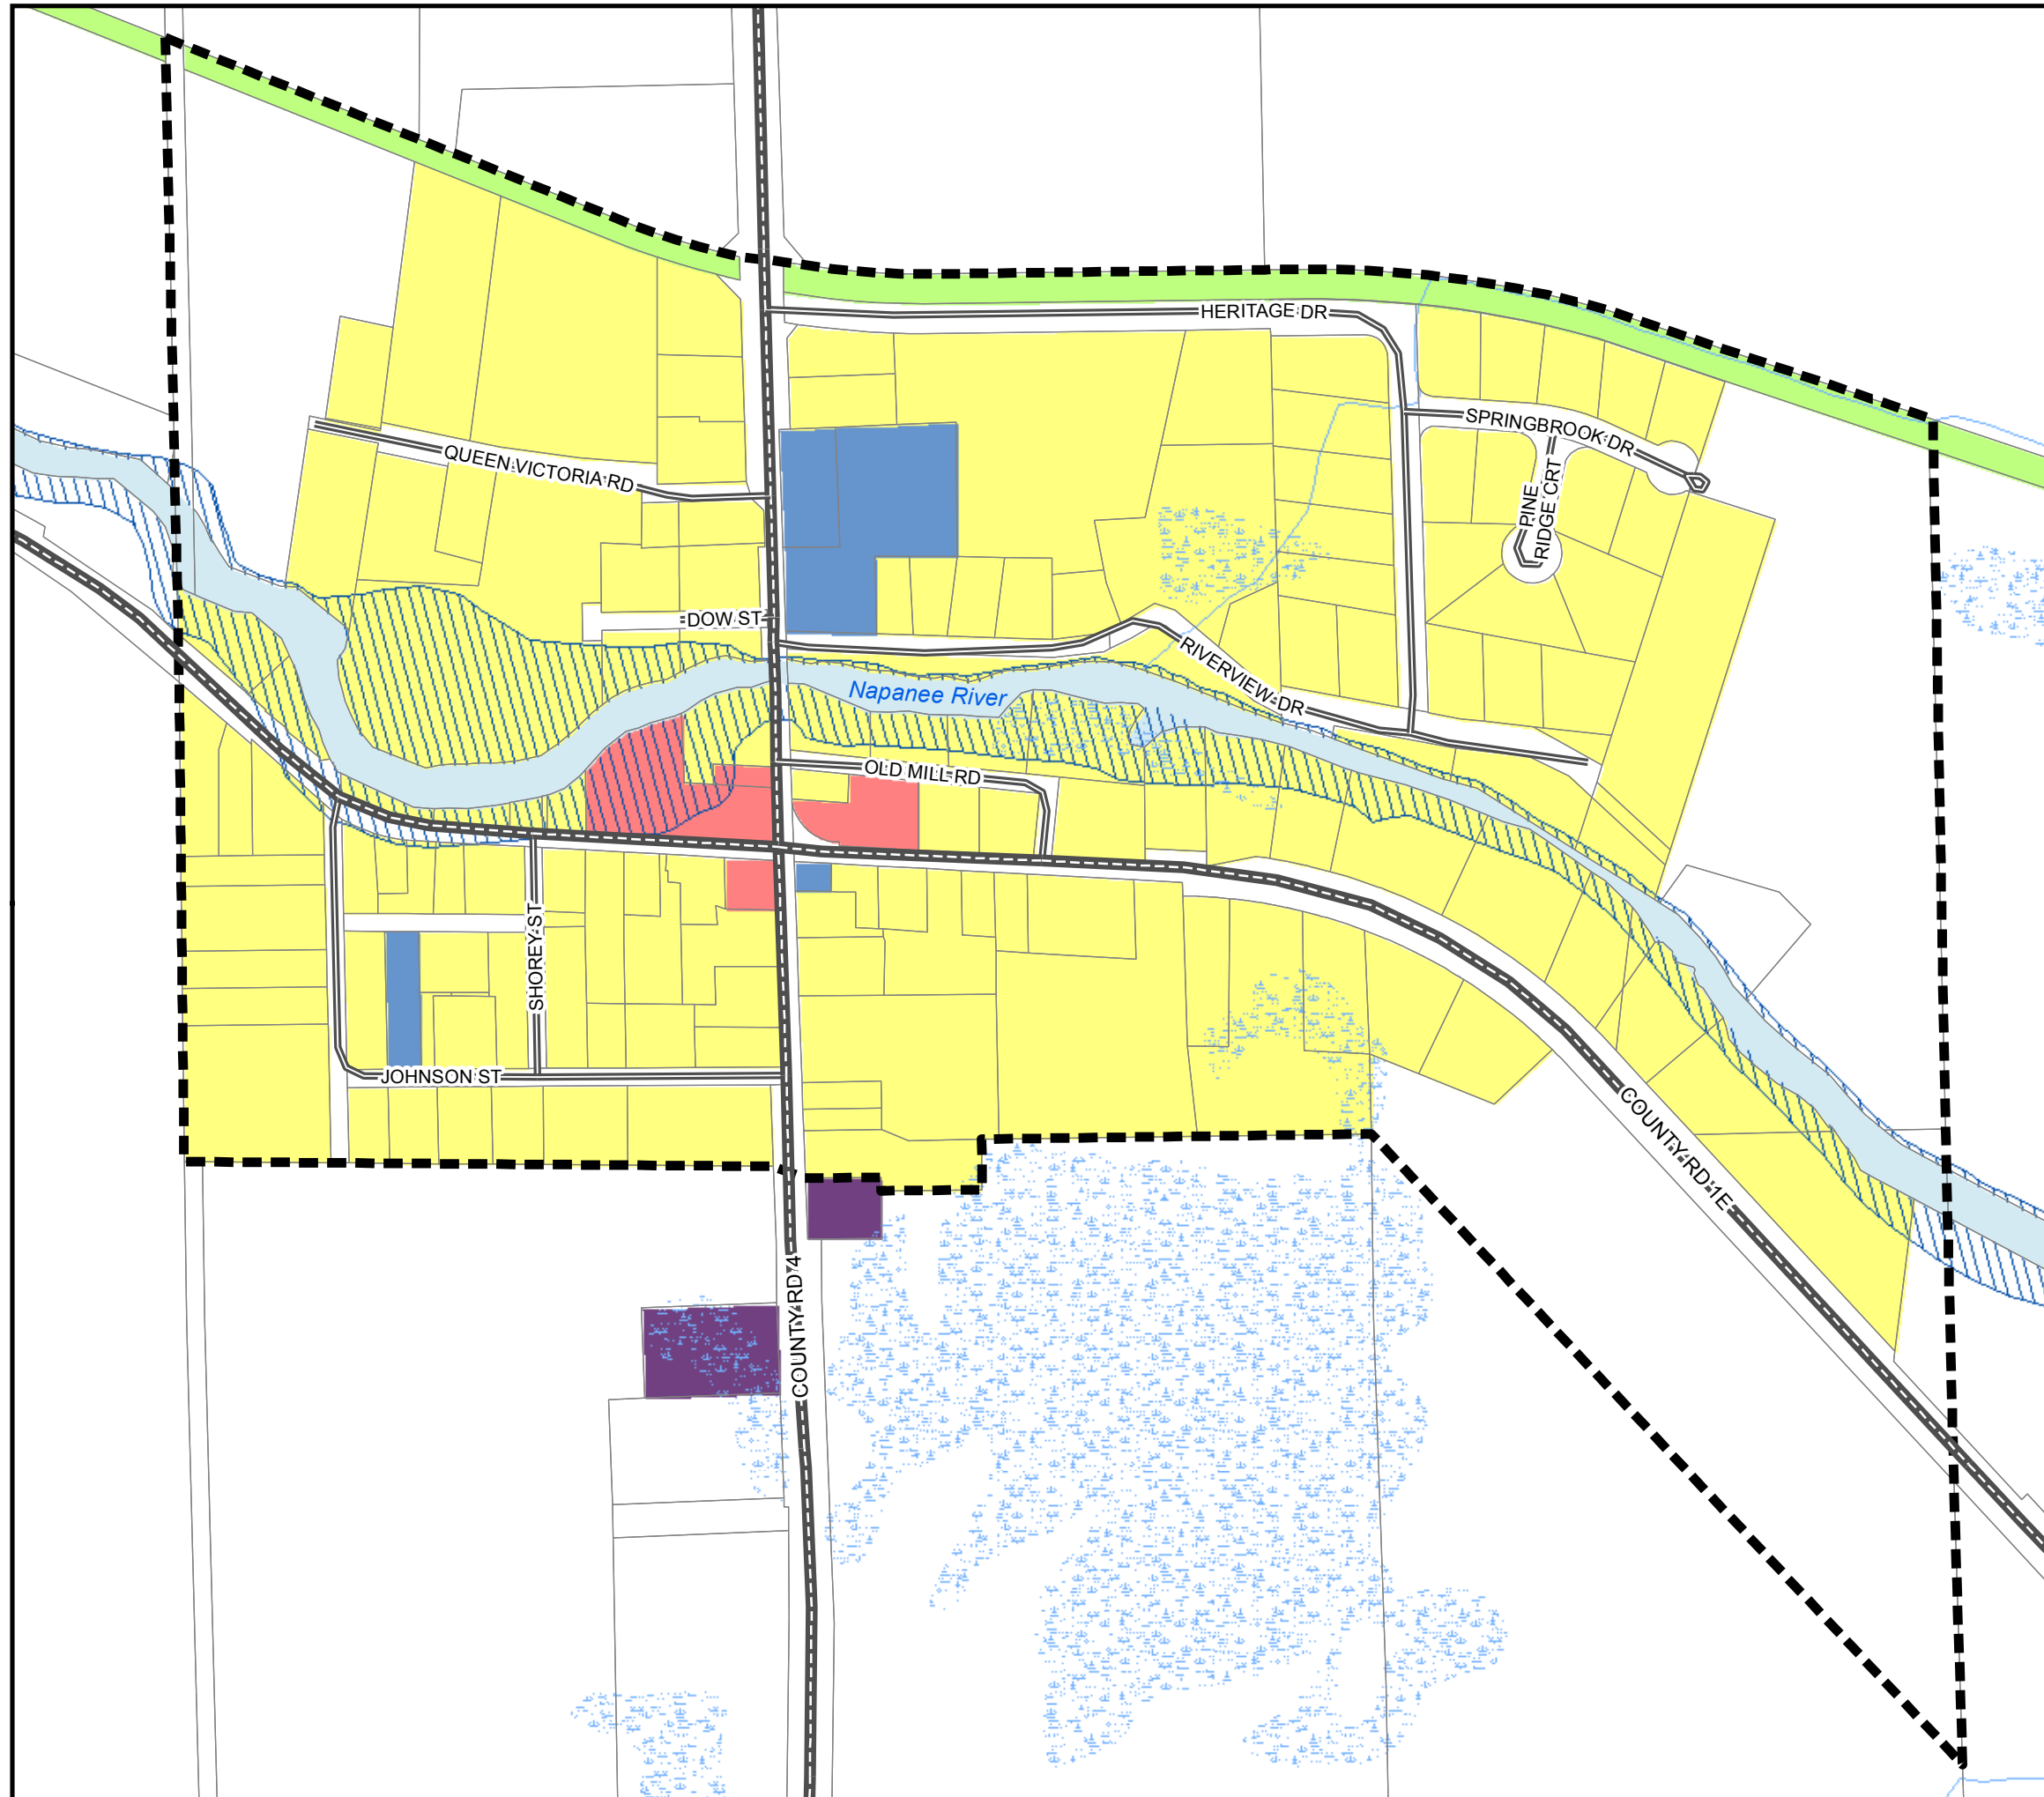 HERITAGE DR
SPRINGBROOK DR
QUEEN VICTORIA RD
PINE
RIDGE CRT
DOW ST
RIVERVIEW DR
Napanee River
OLD MILL RD
SHOREY ST
JOHNSON ST
COUNTY RD 1E
COUNTY RD 4